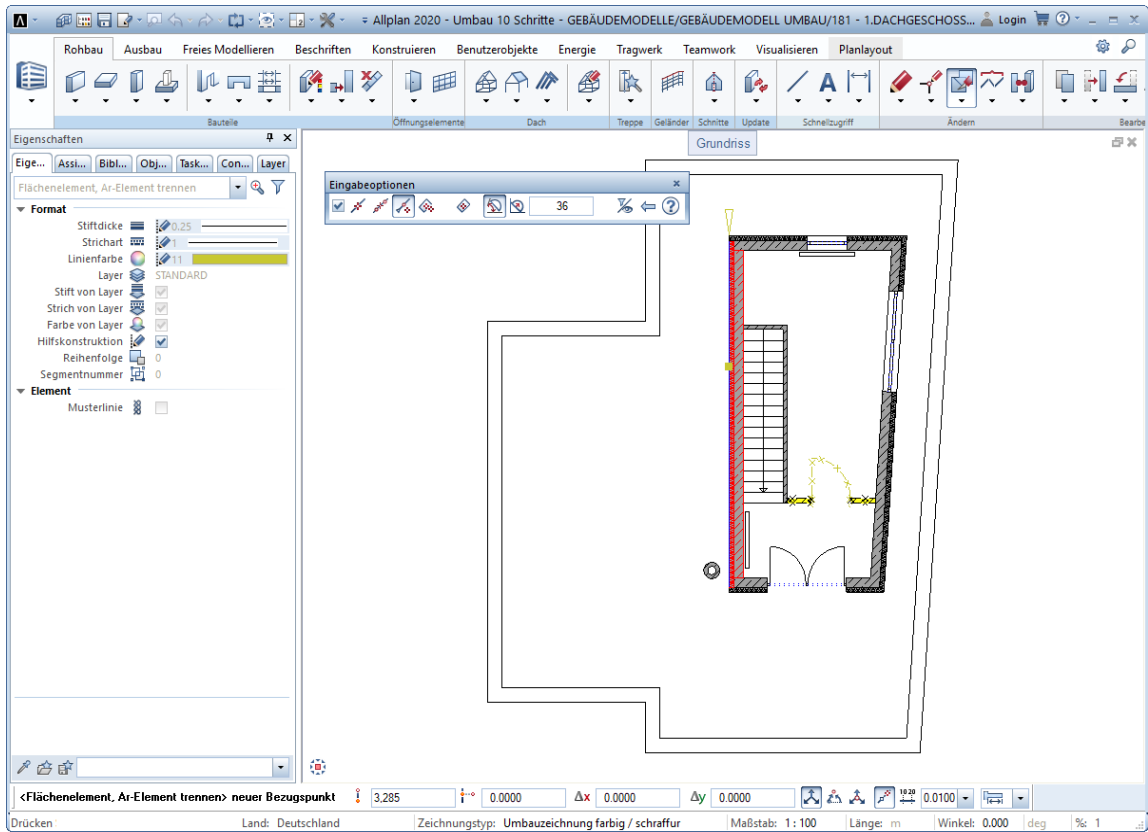 Allplan 2020 - Umbau 10 Schritte - GEBÄUDEMODELLE/GEBÄUDEMODELL UMBAU/181 - 1.DACHGESCHOSS... Login
Rohbau Ausbau Freies Modellieren Beschriften Konstruieren Benutzerobjekte Energie Tragwerk Teamwork Visualisieren Planlayout
Bauteile Öffnungselemente Dach Treppe Geländer Schnitte Update Schnellzugriff Ändern Bearbe
Eigenschaften
Eige... Assi... Bibl... Obj... Task... Con... Layer
Flächenelement, Ar-Element trennen
Format
Stiftdicke 0.25
Strichart 1
Linienfarbe 11
Layer STANDARD
Stift von Layer
Strich von Layer
Farbe von Layer
Hilfskonstruktion
Reihenfolge 0
Segmentnummer 0
Element
Musterlinie
Grundriss
Eingabeoptionen
36
<Flächenelement, Ar-Element trennen> neuer Bezugspunkt 3,285 0.0000 Δx 0.0000 Δy 0.0000 1020 0.0100
Drücken Land: Deutschland Zeichnungstyp: Umbauzeichnung farbig / schraffur Maßstab: 1:100 Länge: m Winkel: 0.000 deg %: 1